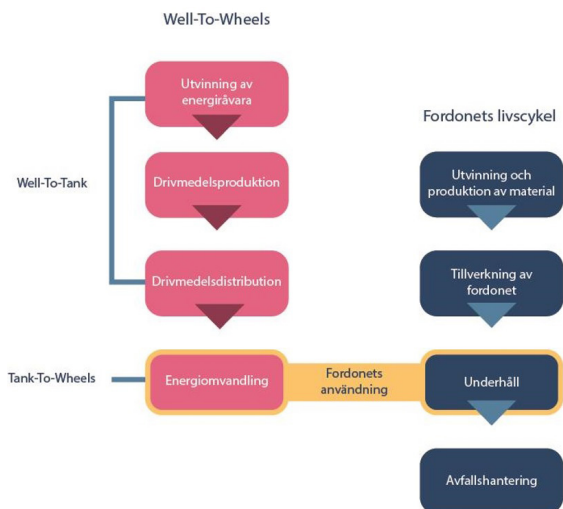 Well-To-Wheels
Utvinning av
energiråvara
Fordonets livscykel
Well-To-Tank
Drivmedelsproduktion
Utvinning och
produktion av material
Drivmedelsdistribution
Tillverkning av
fordonet
Tank-To-Wheels
Energiomvandling
Fordonets
användning
Underhåll
Avfallshantering